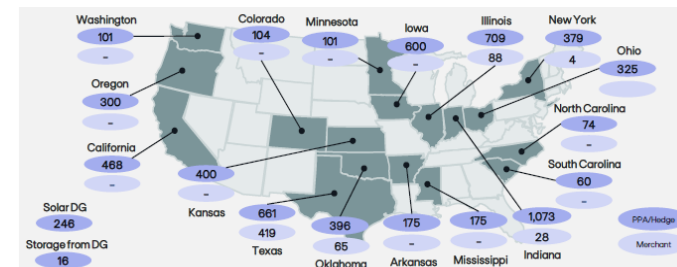 Washington
101
-
Colorado
104
-
Minnesota
101
-
Iowa
600
-
Illinois
709
88
New York
379
4
Ohio
325
-
Oregon
300
-
North Carolina
74
-
California
468
-
South Carolina
60
-
400
-
Kansas
Solar DG
246
Storage from DG
16
661
419
Texas
396
65
Oklahoma
175
-
Arkansas
175
-
Mississippi
1,073
28
Indiana
PPA/Hedge
Merchant